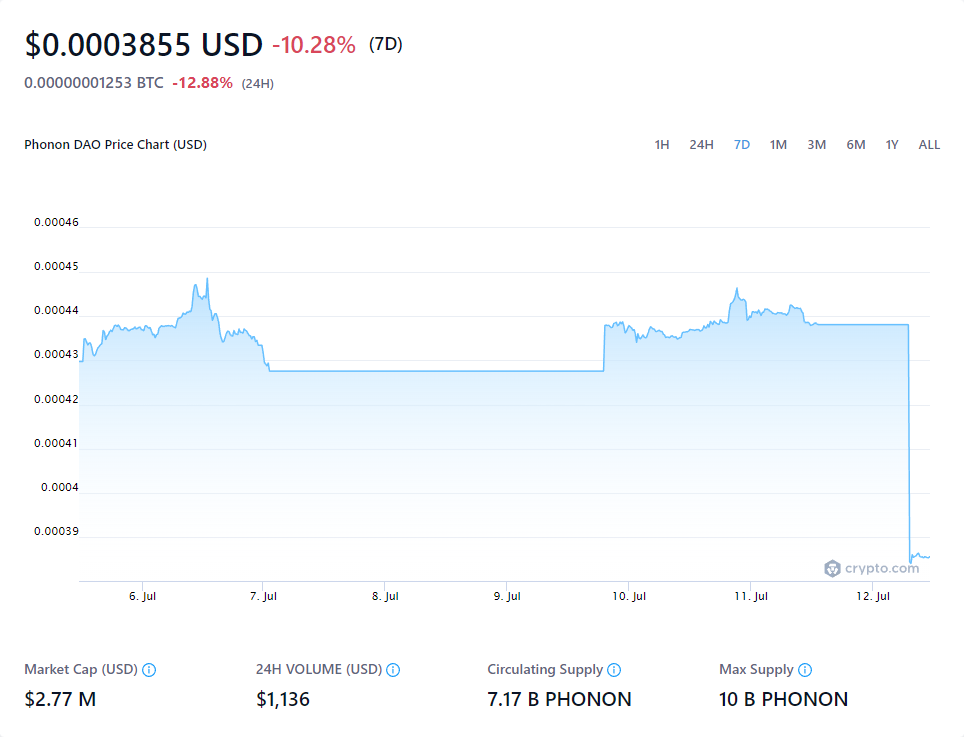 $0.0003855 USD -10.28% (7D)
0.00000001253 BTC -12.88% (24H)
Phonon DAO Price Chart (USD) 1H 24H 7D 1M 3M 6M 1Y ALL
0.00046
0.00045
0.00044
0.00043
0.00042
0.00041
0.0004
0.00039
crypto.com
6. Jul 7. Jul 8. Jul 9. Jul 10. Jul 11. Jul 12. Jul
Market Cap (USD) 24H VOLUME (USD) Circulating Supply Max Supply
$2.77 M $1,136 7.17 B PHONON 10 B PHONON